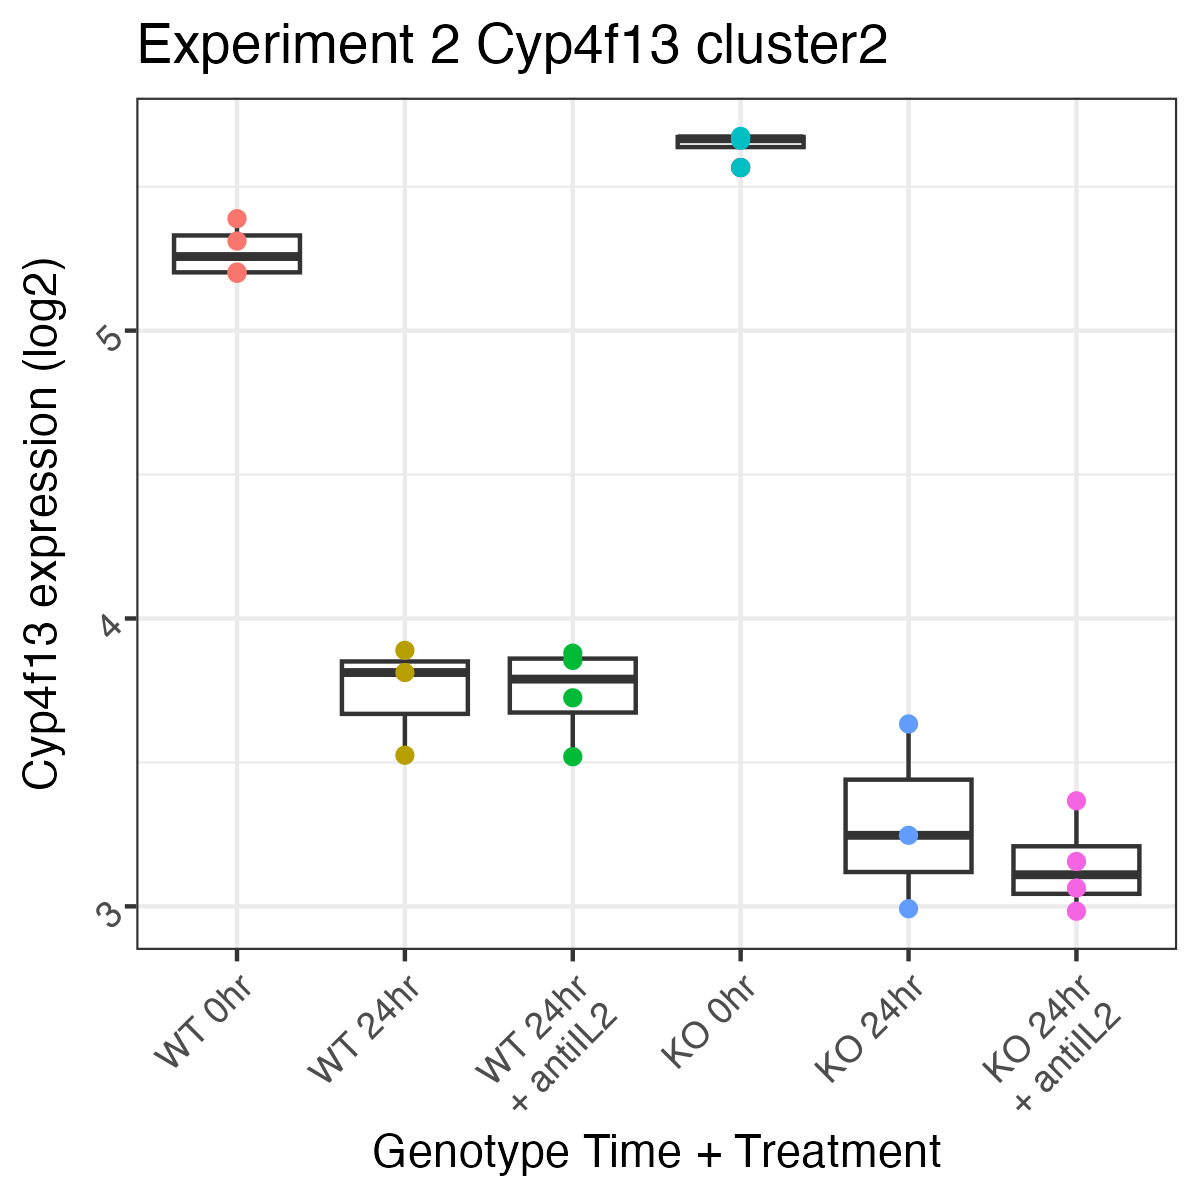 Experiment 2 Cyp4f13 cluster2
Cyp4f13 expression (log2)
5
4
3
WT 0hr
WT 24hr
WT 24hr
+ antiIL2
KO 0hr
KO 24hr
KO 24hr
+ antiIL2
Genotype Time + Treatment